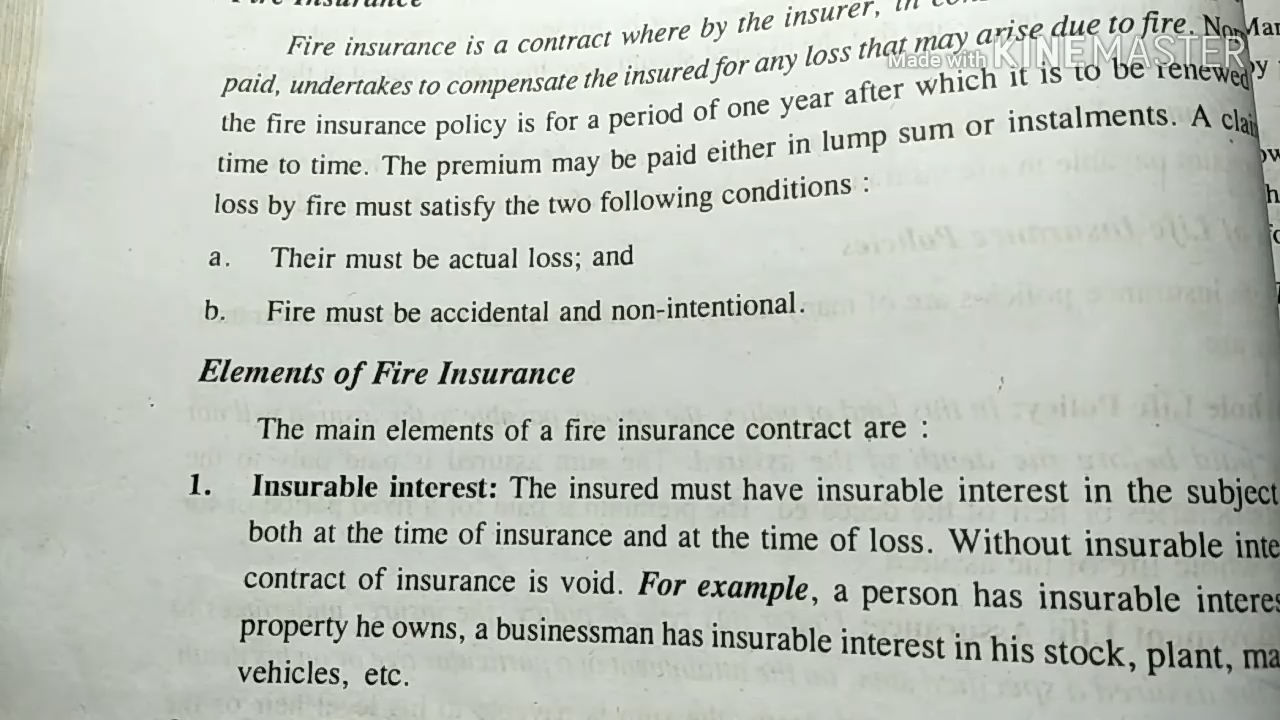 Fire Insurance
Fire insurance is a contract where by the insurer, in
paid, undertakes to compensate the insured for any loss that may arise due to fire.
the fire insurance policy is for a period of one year after which it is to be renewed
time to time. The premium may be paid either in lump sum or instalments. A
loss by fire must satisfy the two following conditions :
a. Their must be actual loss; and
b. Fire must be accidental and non-intentional.
Elements of Fire Insurance
The main elements of a fire insurance contract are :
1. Insurable interest: The insured must have insurable interest in the subject
both at the time of insurance and at the time of loss. Without insurable inte
contract of insurance is void. For example, a person has insurable interes
property he owns, a businessman has insurable interest in his stock, plant, ma
vehicles, etc.
Made with KINEMASTER